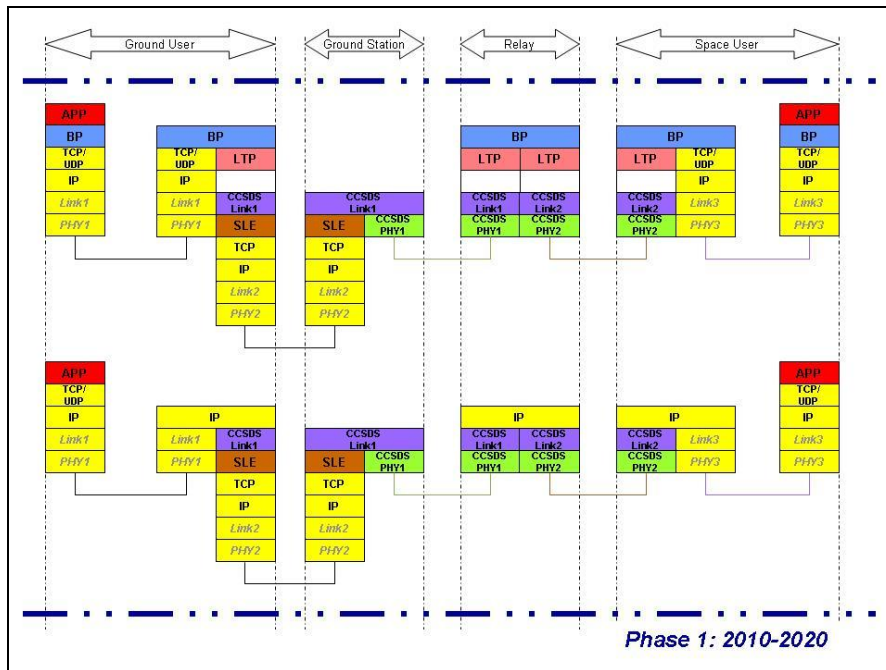 Ground User Ground Station Relay Space User
APP APP
BP BP BP BP BP
TCP/ TCP/ LTP LTP LTP LTP TCP/ TCP/
UDP UDP UDP UDP
IP IP IP IP
Link1 Link1 CCSDS CCSDS CCSDS CCSDS CCSDS Link3 Link3
Link1 Link1 Link1 Link2 Link2
PHY1 PHY1 SLE SLE CCSDS CCSDS CCSDS CCSDS PHY3 PHY3
PHY1 PHY1 PHY2 PHY2
TCP TCP
IP IP
Link2 Link2
PHY2 PHY2
APP APP
TCP/ TCP/
UDP UDP
IP IP IP IP IP
Link1 Link1 CCSDS CCSDS CCSDS CCSDS CCSDS Link3 Link3
Link1 Link1 Link1 Link2 Link2
PHY1 PHY1 SLE SLE CCSDS CCSDS CCSDS CCSDS PHY3 PHY3
PHY1 PHY1 PHY2 PHY2
TCP TCP
IP IP
Link2 Link2
PHY2 PHY2
Phase 1: 2010-2020